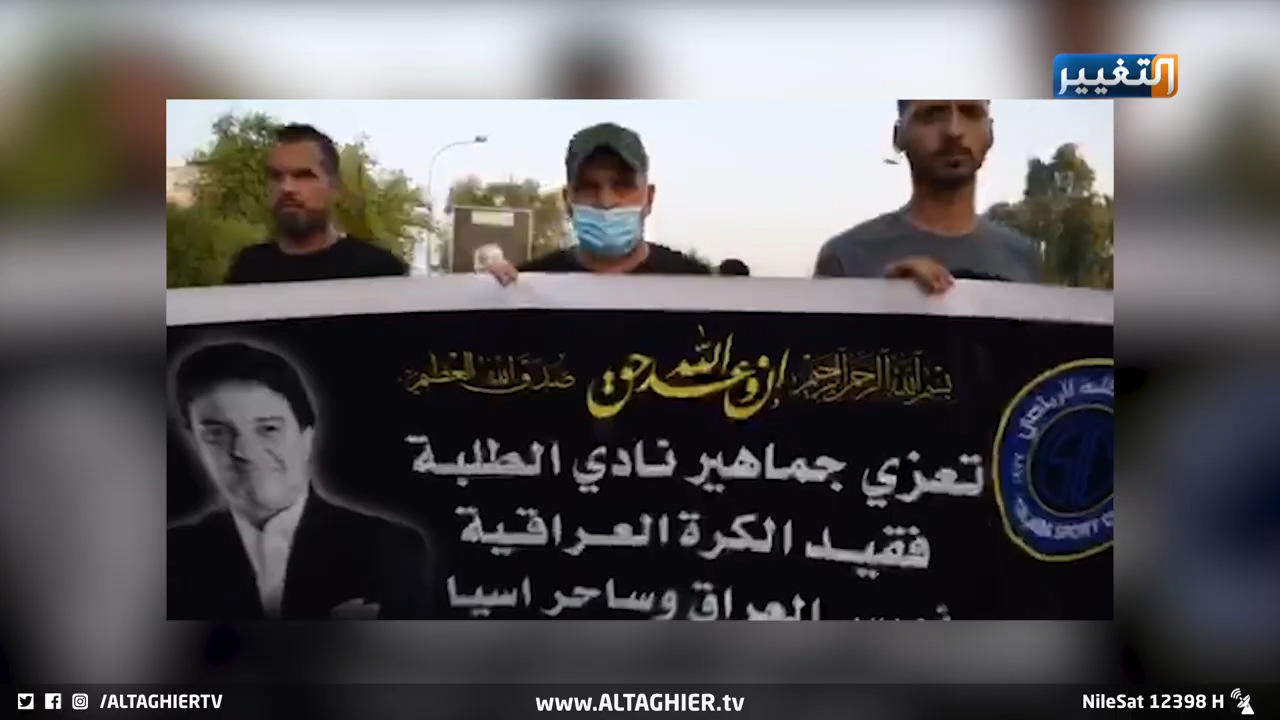 التغيير
بسم الله الرحمن الرحيم
إن وعد الله حق
صدق الله العظيم
تعزي جماهير نادي الطلبة
فقيد الكرة العراقية
العراق وساحر اسيا
/ALTAGHIERTV
www.ALTAGHIER.tv
NileSat 12398 H